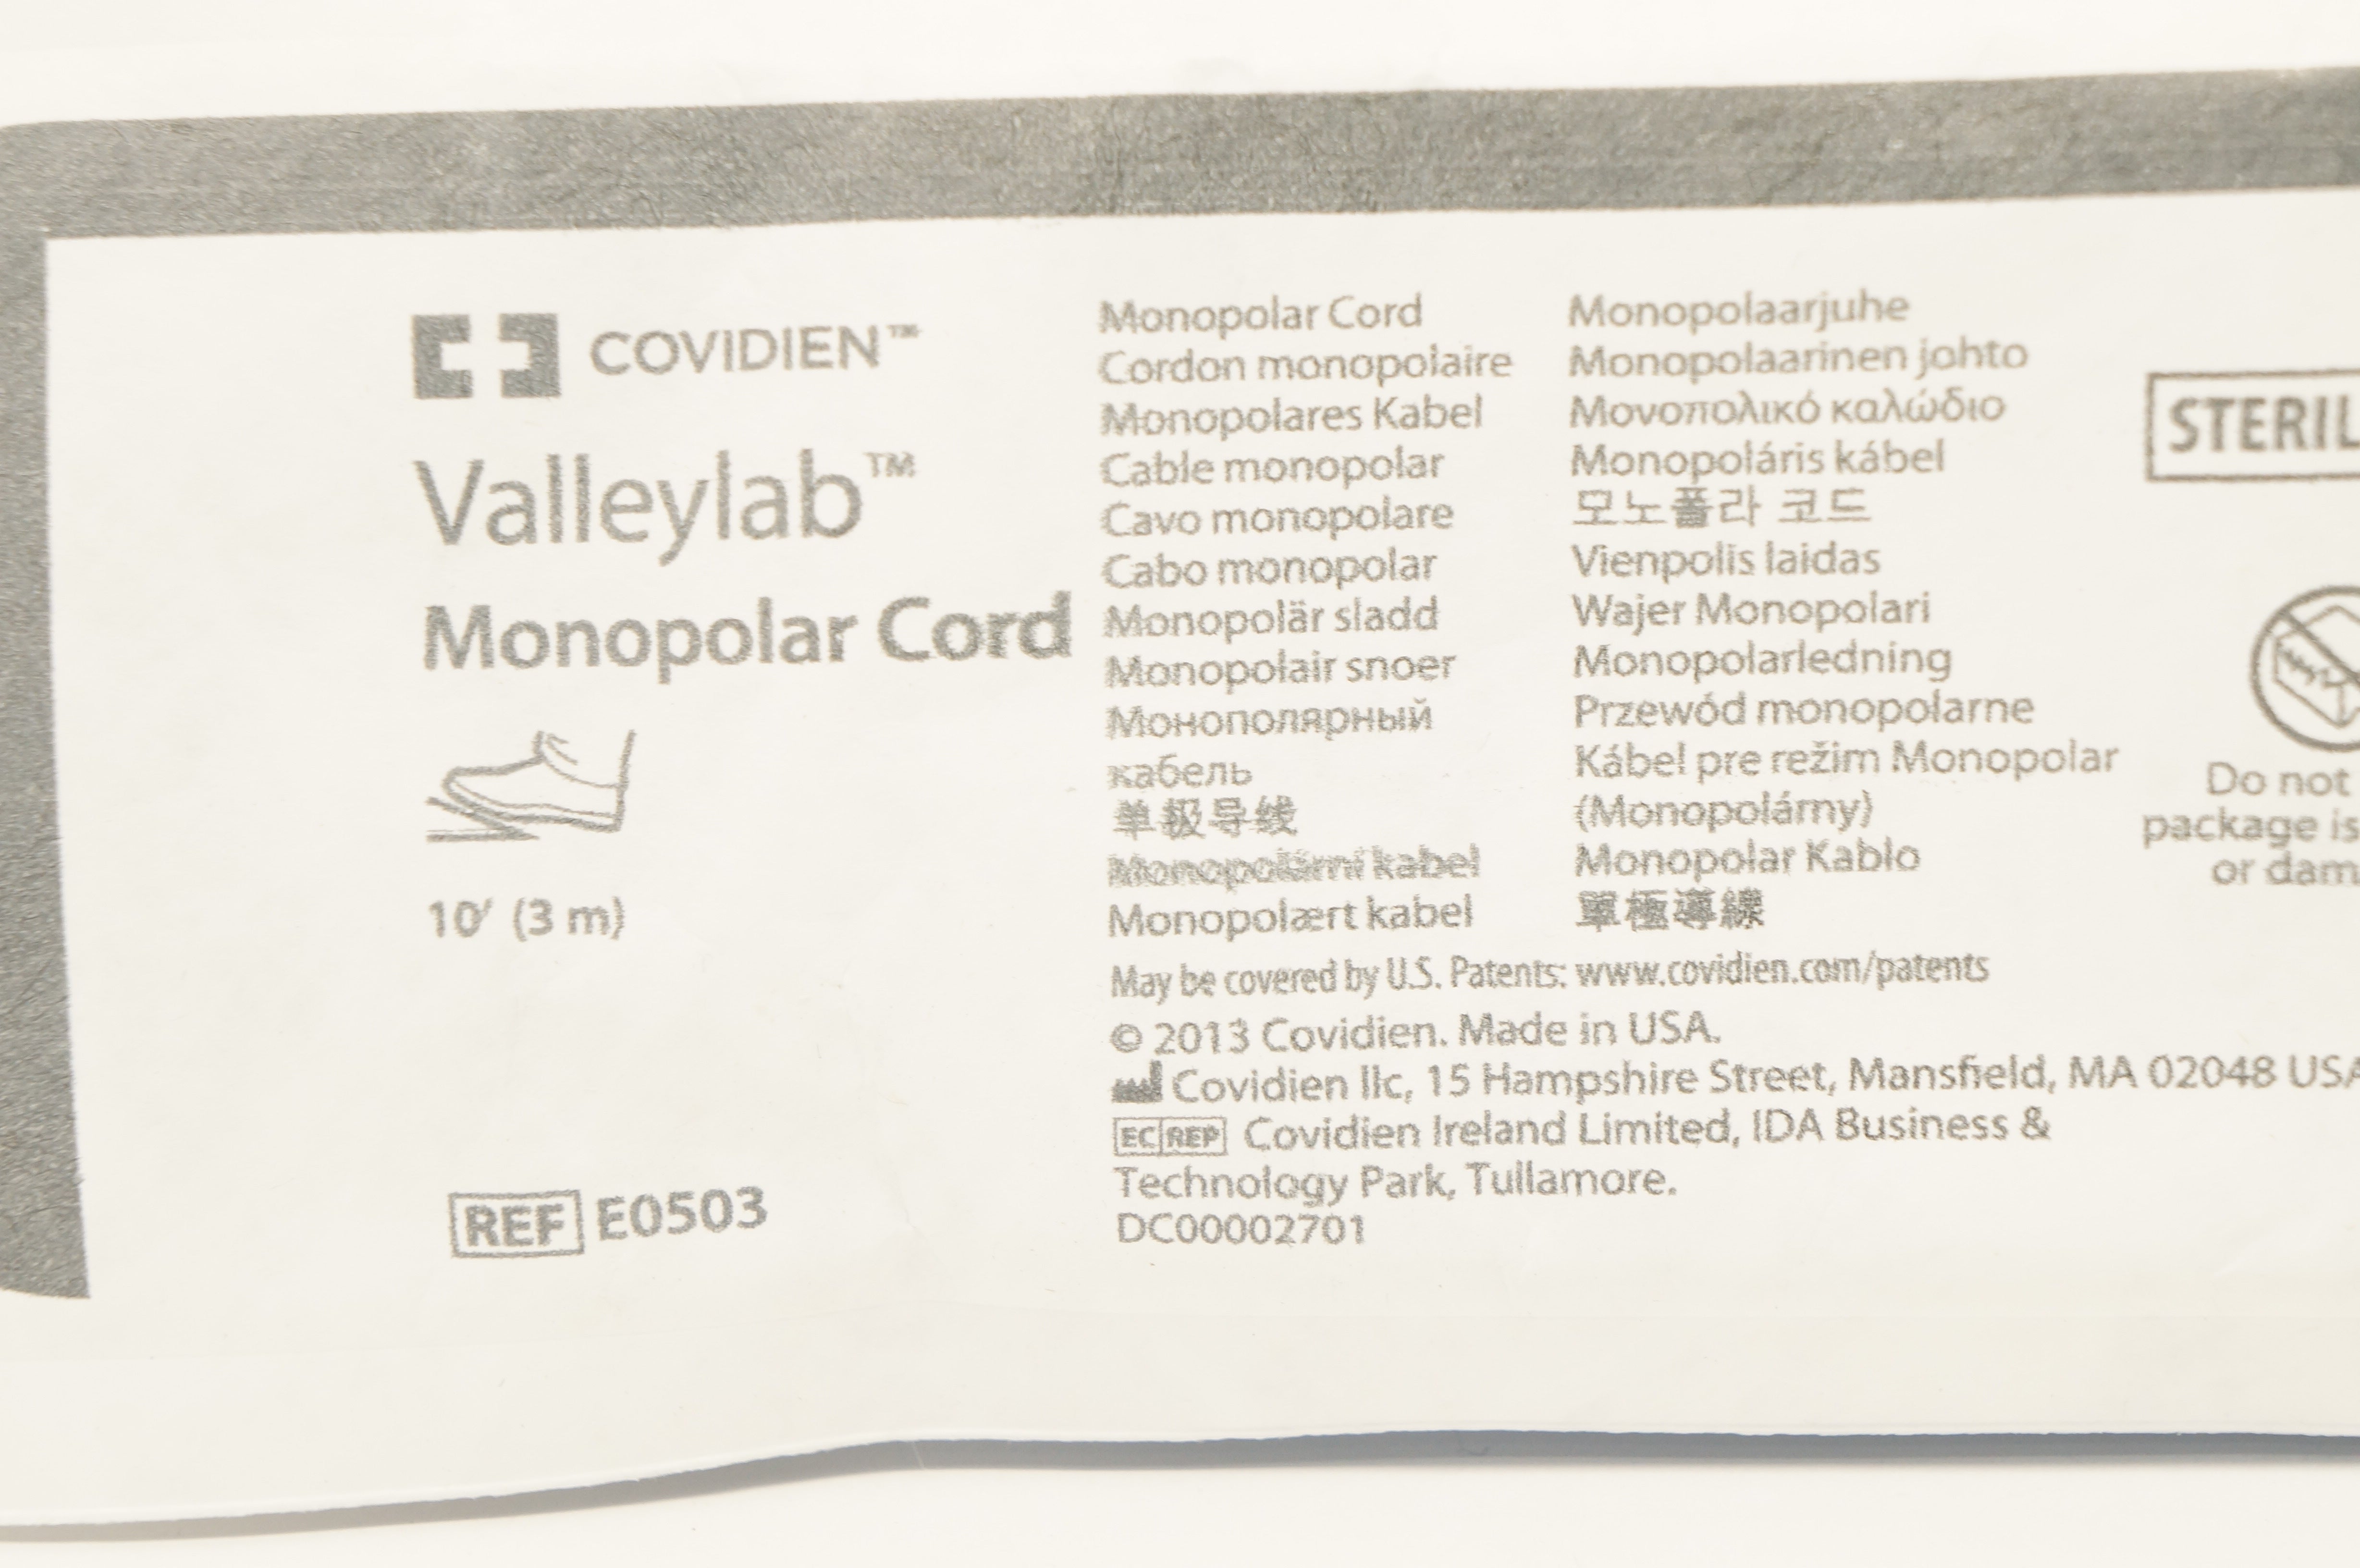 COVIDIEN™
Valleylab™
Monopolar Cord
10′ (3 m)
REF E0503
Monopolar Cord
Cordon monopolaire
Monopolares Kabel
Cable monopolar
Cavo monopolare
Cabo monopolar
Monopolär sladd
Monopolair snoer
Монополярный
кабель
单极导线
Monopolární kabel
Monopolært kabel
Monopolaarjuhe
Monopolaarinen johto
Μονοπολικό καλώδιο
Monopoláris kábel
모노폴라 코드
Vienpolis laidas
Wajer Monopolari
Monopolarledning
Przewód monopolarne
Kábel pre režim Monopolar
(Monopolárny)
Monopolar Kablo
單極導線
May be covered by U.S. Patents: www.covidien.com/patents
© 2013 Covidien. Made in USA.
Covidien llc, 15 Hampshire Street, Mansfield, MA 02048 USA
EC REP Covidien Ireland Limited, IDA Business &
Technology Park, Tullamore.
DC00002701
STERIL
Do not
package is
or dam